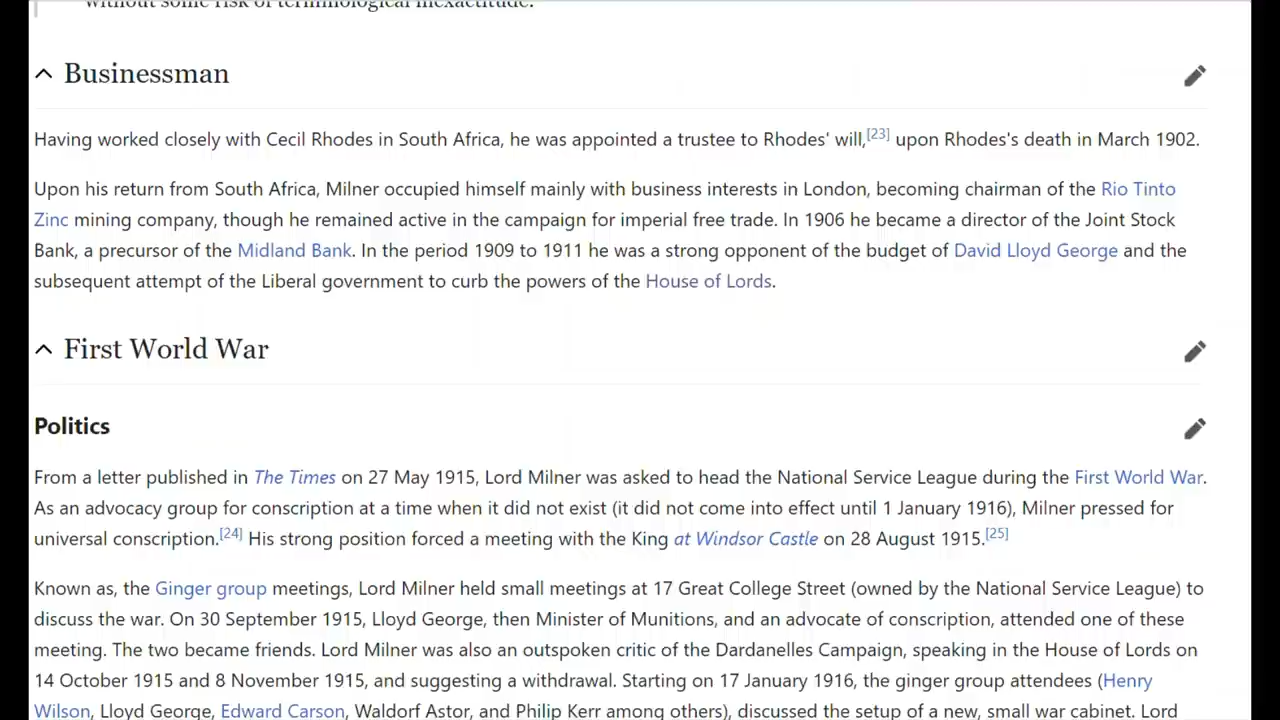 without some risk of terminological inexactitude.
Businessman
Having worked closely with Cecil Rhodes in South Africa, he was appointed a trustee to Rhodes' will,[23] upon Rhodes's death in March 1902.
Upon his return from South Africa, Milner occupied himself mainly with business interests in London, becoming chairman of the Rio Tinto
Zinc mining company, though he remained active in the campaign for imperial free trade. In 1906 he became a director of the Joint Stock
Bank, a precursor of the Midland Bank. In the period 1909 to 1911 he was a strong opponent of the budget of David Lloyd George and the
subsequent attempt of the Liberal government to curb the powers of the House of Lords.
First World War
Politics
From a letter published in The Times on 27 May 1915, Lord Milner was asked to head the National Service League during the First World War.
As an advocacy group for conscription at a time when it did not exist (it did not come into effect until 1 January 1916), Milner pressed for
universal conscription.[24] His strong position forced a meeting with the King at Windsor Castle on 28 August 1915.[25]
Known as, the Ginger group meetings, Lord Milner held small meetings at 17 Great College Street (owned by the National Service League) to
discuss the war. On 30 September 1915, Lloyd George, then Minister of Munitions, and an advocate of conscription, attended one of these
meeting. The two became friends. Lord Milner was also an outspoken critic of the Dardanelles Campaign, speaking in the House of Lords on
14 October 1915 and 8 November 1915, and suggesting a withdrawal. Starting on 17 January 1916, the ginger group attendees (Henry
Wilson, Lloyd George, Edward Carson, Waldorf Astor, and Philip Kerr among others), discussed the setup of a new, small war cabinet. Lord